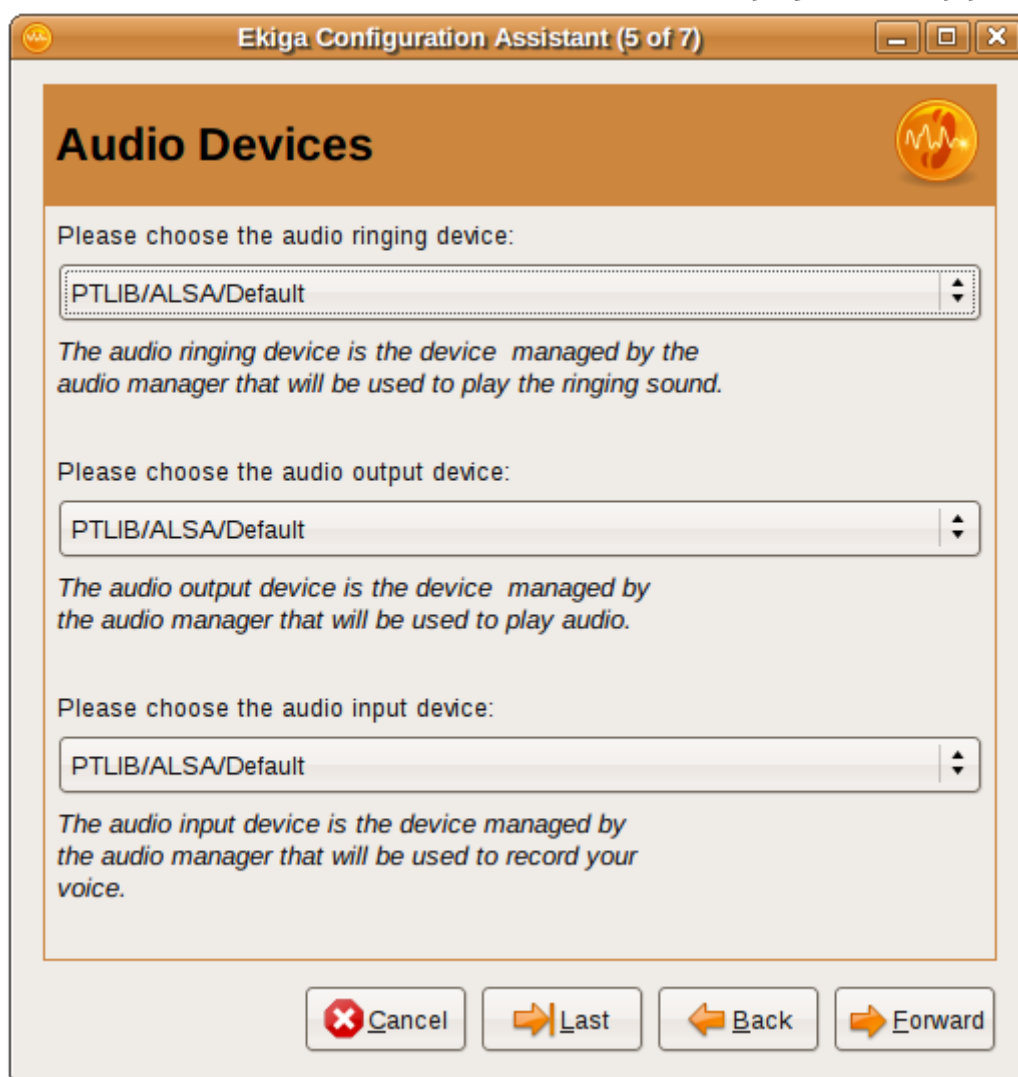 Ekiga Configuration Assistant (5 of 7)
Audio Devices
Please choose the audio ringing device:
PTLIB/ALSA/Default
The audio ringing device is the device  managed by the
audio manager that will be used to play the ringing sound.
Please choose the audio output device:
PTLIB/ALSA/Default
The audio output device is the device  managed by
the audio manager that will be used to play audio.
Please choose the audio input device:
PTLIB/ALSA/Default
The audio input device is the device managed by
the audio manager that will be used to record your
voice.
Cancel Last Back Forward